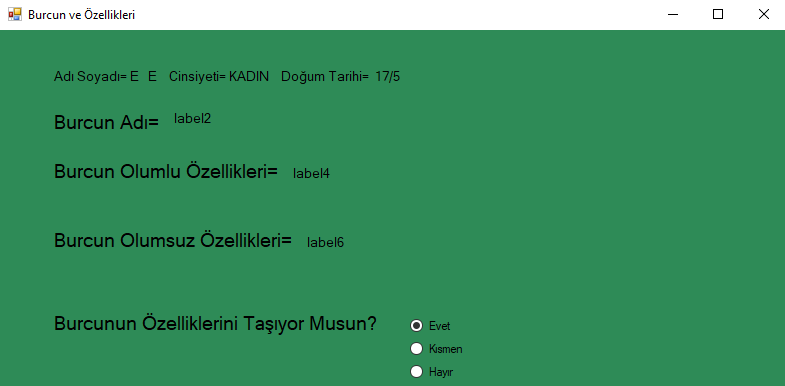 Burcun ve Özellikleri
Adı Soyadı= E E Cinsiyeti= KADIN Doğum Tarihi= 17/5
Burcun Adı= label2
Burcun Olumlu Özellikleri= label4
Burcun Olumsuz Özellikleri= label6
Burcunun Özelliklerini Taşıyor Musun? Evet
Kısmen
Hayır